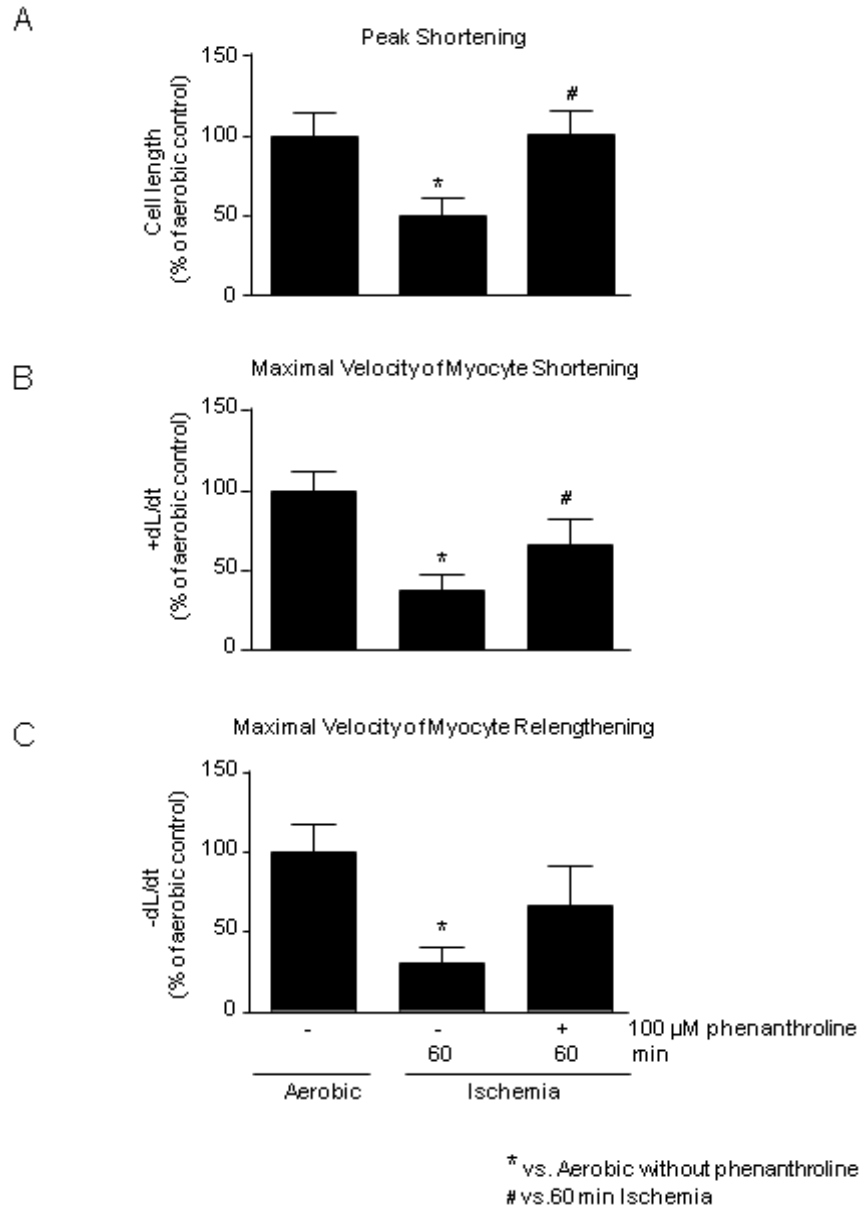 A
Peak Shortening
Cell length
(% of aerobic control)
150
100
50
0
*
#
B
Maximal Velocity of Myocyte Shortening
+dL/dt
(% of aerobic control)
150
100
50
0
*
#
C
Maximal Velocity of Myocyte Relengthening
-dL/dt
(% of aerobic control)
150
100
50
0
*
- - + 100 µM phenanthroline
60 60 min
Aerobic Ischemia
* vs. Aerobic without phenanthroline
# vs.60 min Ischemia